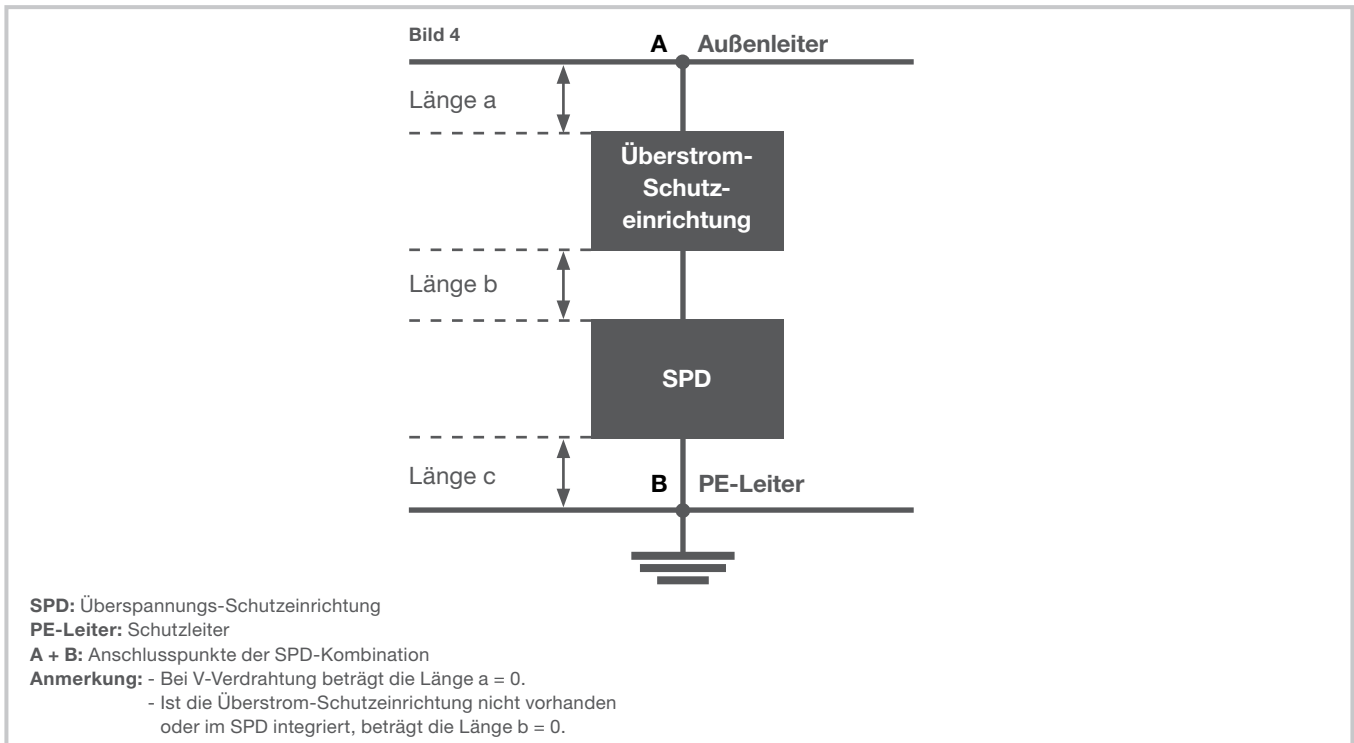 Bild 4
A Außenleiter
Länge a
Überstrom-
Schutz-
einrichtung
Länge b
SPD
Länge c
B PE-Leiter
SPD: Überspannungs-Schutzeinrichtung
PE-Leiter: Schutzleiter
A + B: Anschlusspunkte der SPD-Kombination
Anmerkung: - Bei V-Verdrahtung beträgt die Länge a = 0.
- Ist die Überstrom-Schutzeinrichtung nicht vorhanden
oder im SPD integriert, beträgt die Länge b = 0.